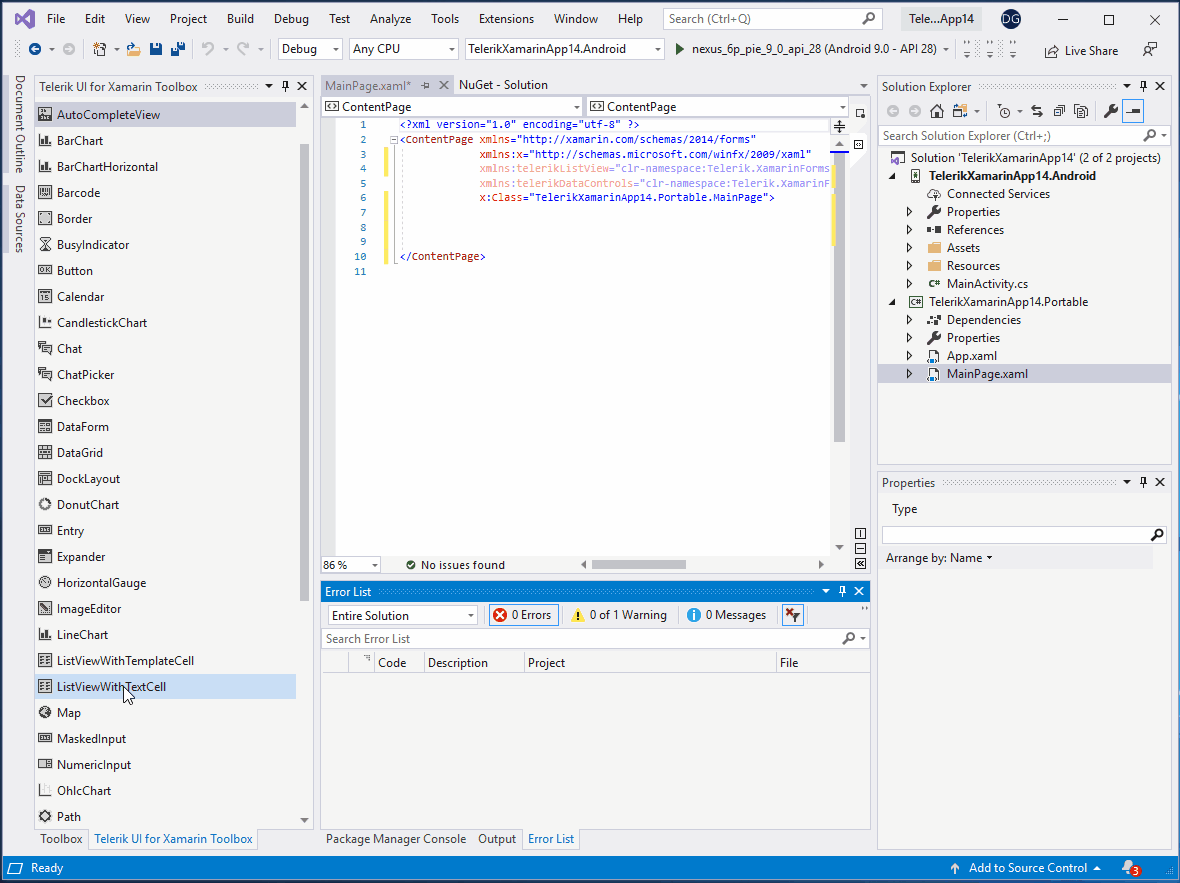 File Edit View Project Build Debug Test Analyze Tools Extensions Window Help Search (Ctrl+Q) Tele...App14 DG
Debug Any CPU TelerikXamarinApp14.Android nexus_6p_pie_9_0_api_28 (Android 9.0 - API 28) Live Share
Document Outline
Data Sources
Telerik UI for Xamarin Toolbox
AutoCompleteView
BarChart
BarChartHorizontal
Barcode
Border
BusyIndicator
Button
Calendar
CandlestickChart
Chat
ChatPicker
Checkbox
DataForm
DataGrid
DockLayout
DonutChart
Entry
Expander
HorizontalGauge
ImageEditor
LineChart
ListViewWithTemplateCell
ListViewWithTextCell
Map
MaskedInput
NumericInput
OhlcChart
Path
Toolbox Telerik UI for Xamarin Toolbox
MainPage.xaml* NuGet - Solution
ContentPage ContentPage
1 <?xml version="1.0" encoding="utf-8" ?>
2 <ContentPage xmlns="http://xamarin.com/schemas/2014/forms"
3 xmlns:x="http://schemas.microsoft.com/winfx/2009/xaml"
4 xmlns:telerikListView="clr-namespace:Telerik.XamarinForms
5 xmlns:telerikDataControls="clr-namespace:Telerik.XamarinF
6 x:Class="TelerikXamarinApp14.Portable.MainPage">
7
8
9
10 </ContentPage>
11
86 % No issues found
Error List
Entire Solution 0 Errors 0 of 1 Warning 0 Messages
Search Error List
Code Description Project File
Package Manager Console Output Error List
Solution Explorer
Search Solution Explorer (Ctrl+;)
Solution 'TelerikXamarinApp14' (2 of 2 projects)
TelerikXamarinApp14.Android
Connected Services
Properties
References
Assets
Resources
C# MainActivity.cs
C# TelerikXamarinApp14.Portable
Dependencies
Properties
App.xaml
MainPage.xaml
Properties
Type
Arrange by: Name
Ready Add to Source Control 3